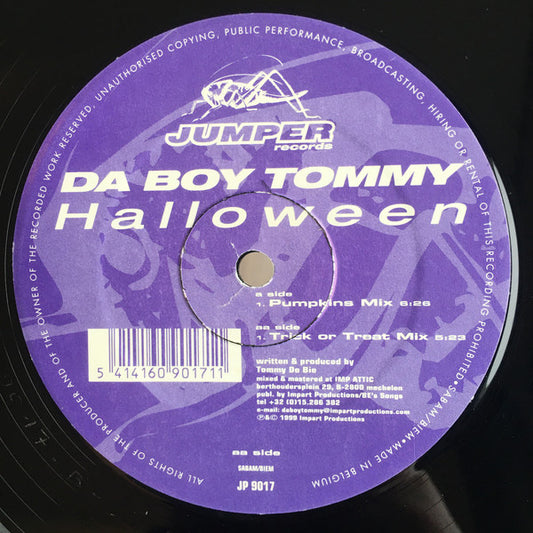 ALL RIGHTS OF THE PRODUCER AND OF THE OWNER OF THE RECORDED WORK RESERVED, UNAUTHORISED COPYING, PUBLIC PERFORMANCE, BROADCASTING, HIRING OR RENTAL OF THIS RECORDING PROHIBITED•SABAM/BIEM•MADE IN BELGIUM
JUMPER
records
DA BOY TOMMY
Halloween
a side
1. Pumpkins Mix 6:26
aa side
1. Trick or Treat Mix 5:23
5 414160 901711
written & produced by
Tommy De Bie
mixed & mastered at IMP ATTIC
berthoudersplein 29, B-2800 mechelen
publ. by Impart Productions/BE's Songs
tel +32 (0)15.206 302
e-mail: daboytommy@impartproductions.com
℗&© 1999 Impart Productions
aa side
SABAM/BIEM
JP 9017